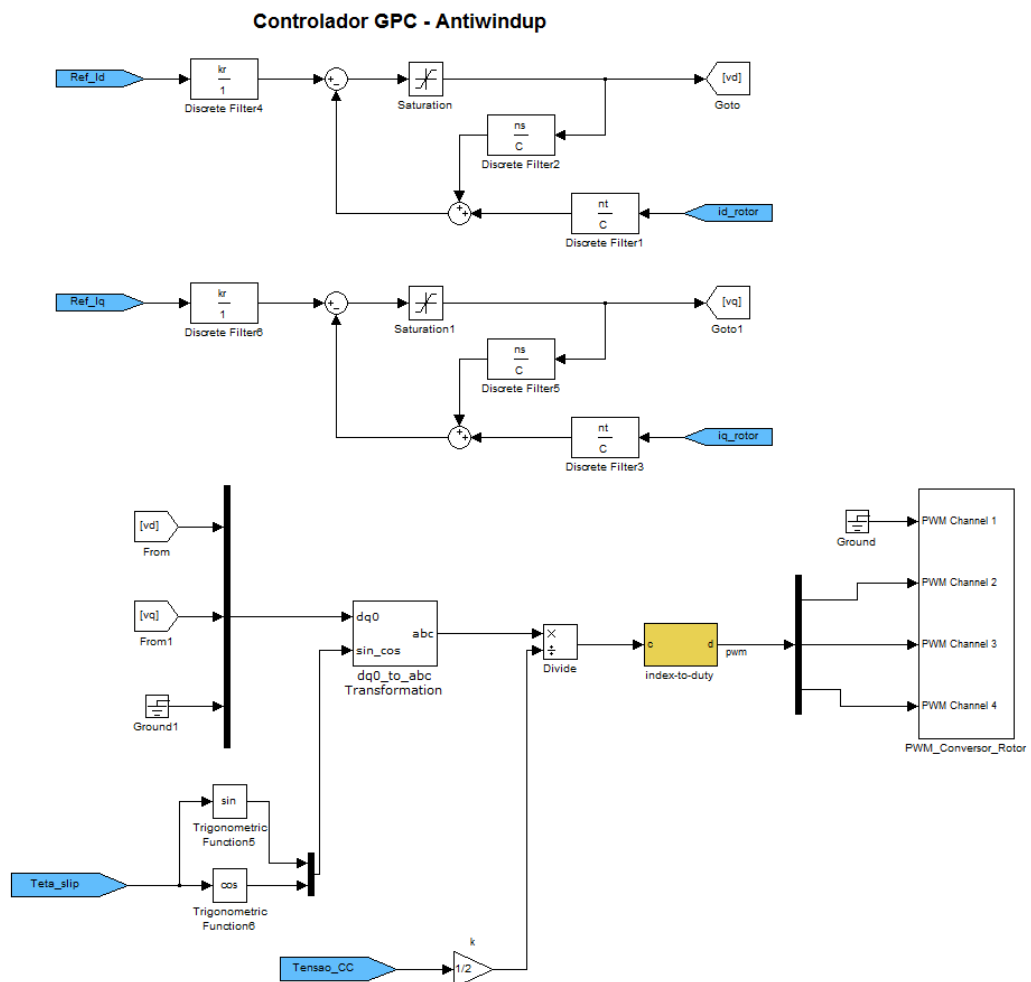 Controlador GPC - Antiwindup
Ref_Id
kr
1
Discrete Filter4
+
−
Saturation
[vd]
Goto
ns
C
Discrete Filter2
+
+
nt
C
Discrete Filter1
id_rotor
Ref_Iq
kr
1
Discrete Filter6
+
−
Saturation1
[vq]
Goto1
ns
C
Discrete Filter5
+
+
nt
C
Discrete Filter3
iq_rotor
[vd]
From
[vq]
From1
Ground1
dq0
abc
sin_cos
dq0_to_abc
Transformation
×
÷
Divide
c
d
index-to-duty
pwm
Ground
PWM Channel 1
PWM Channel 2
PWM Channel 3
PWM Channel 4
PWM_Conversor_Rotor
sin
Trigonometric
Function5
Teta_slip
cos
Trigonometric
Function6
k
Tensao_CC
1/2